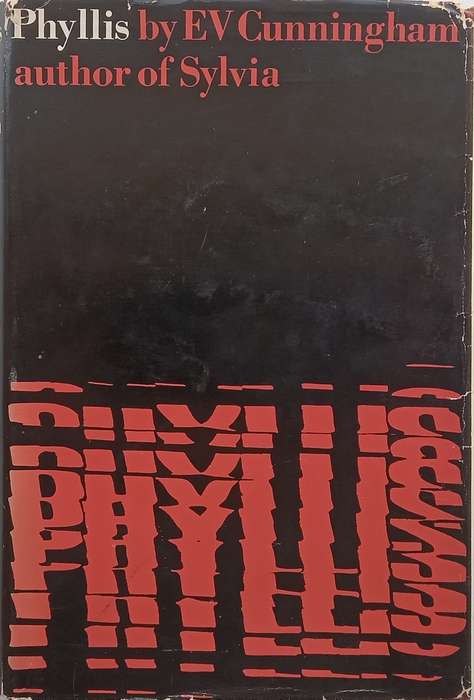 Phyllis by EV Cunningham
author of Sylvia
PHYLLIS